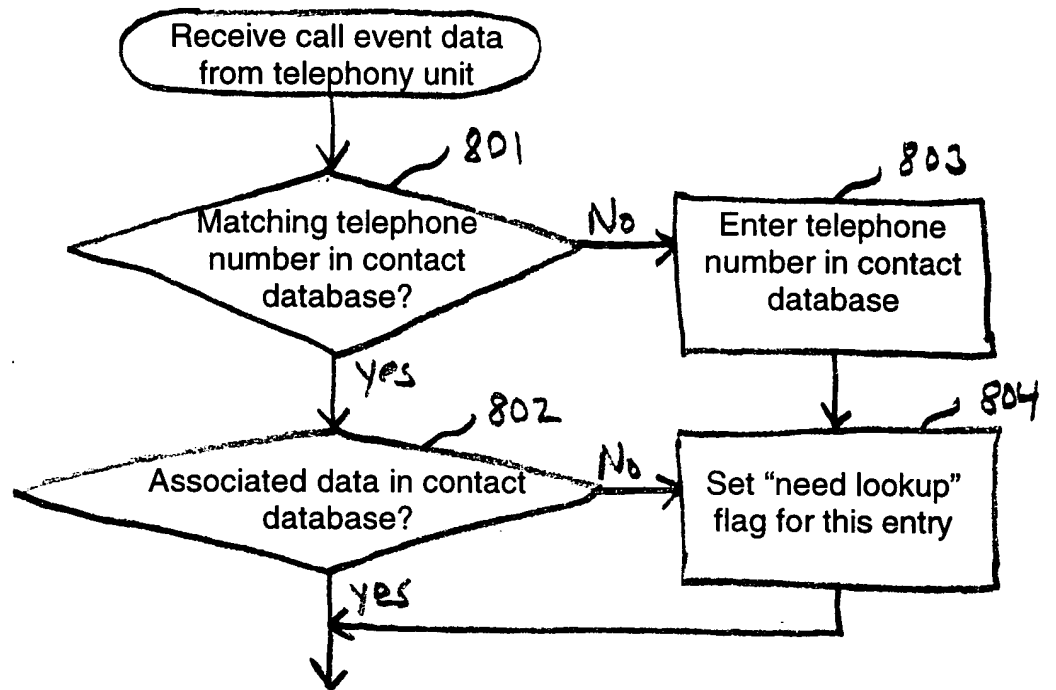 Receive call event data
from telephony unit
801
803
Matching telephone
number in contact
database?
No
Enter telephone
number in contact
database
yes
802
804
Associated data in contact
database?
No
Set “need lookup”
flag for this entry
yes